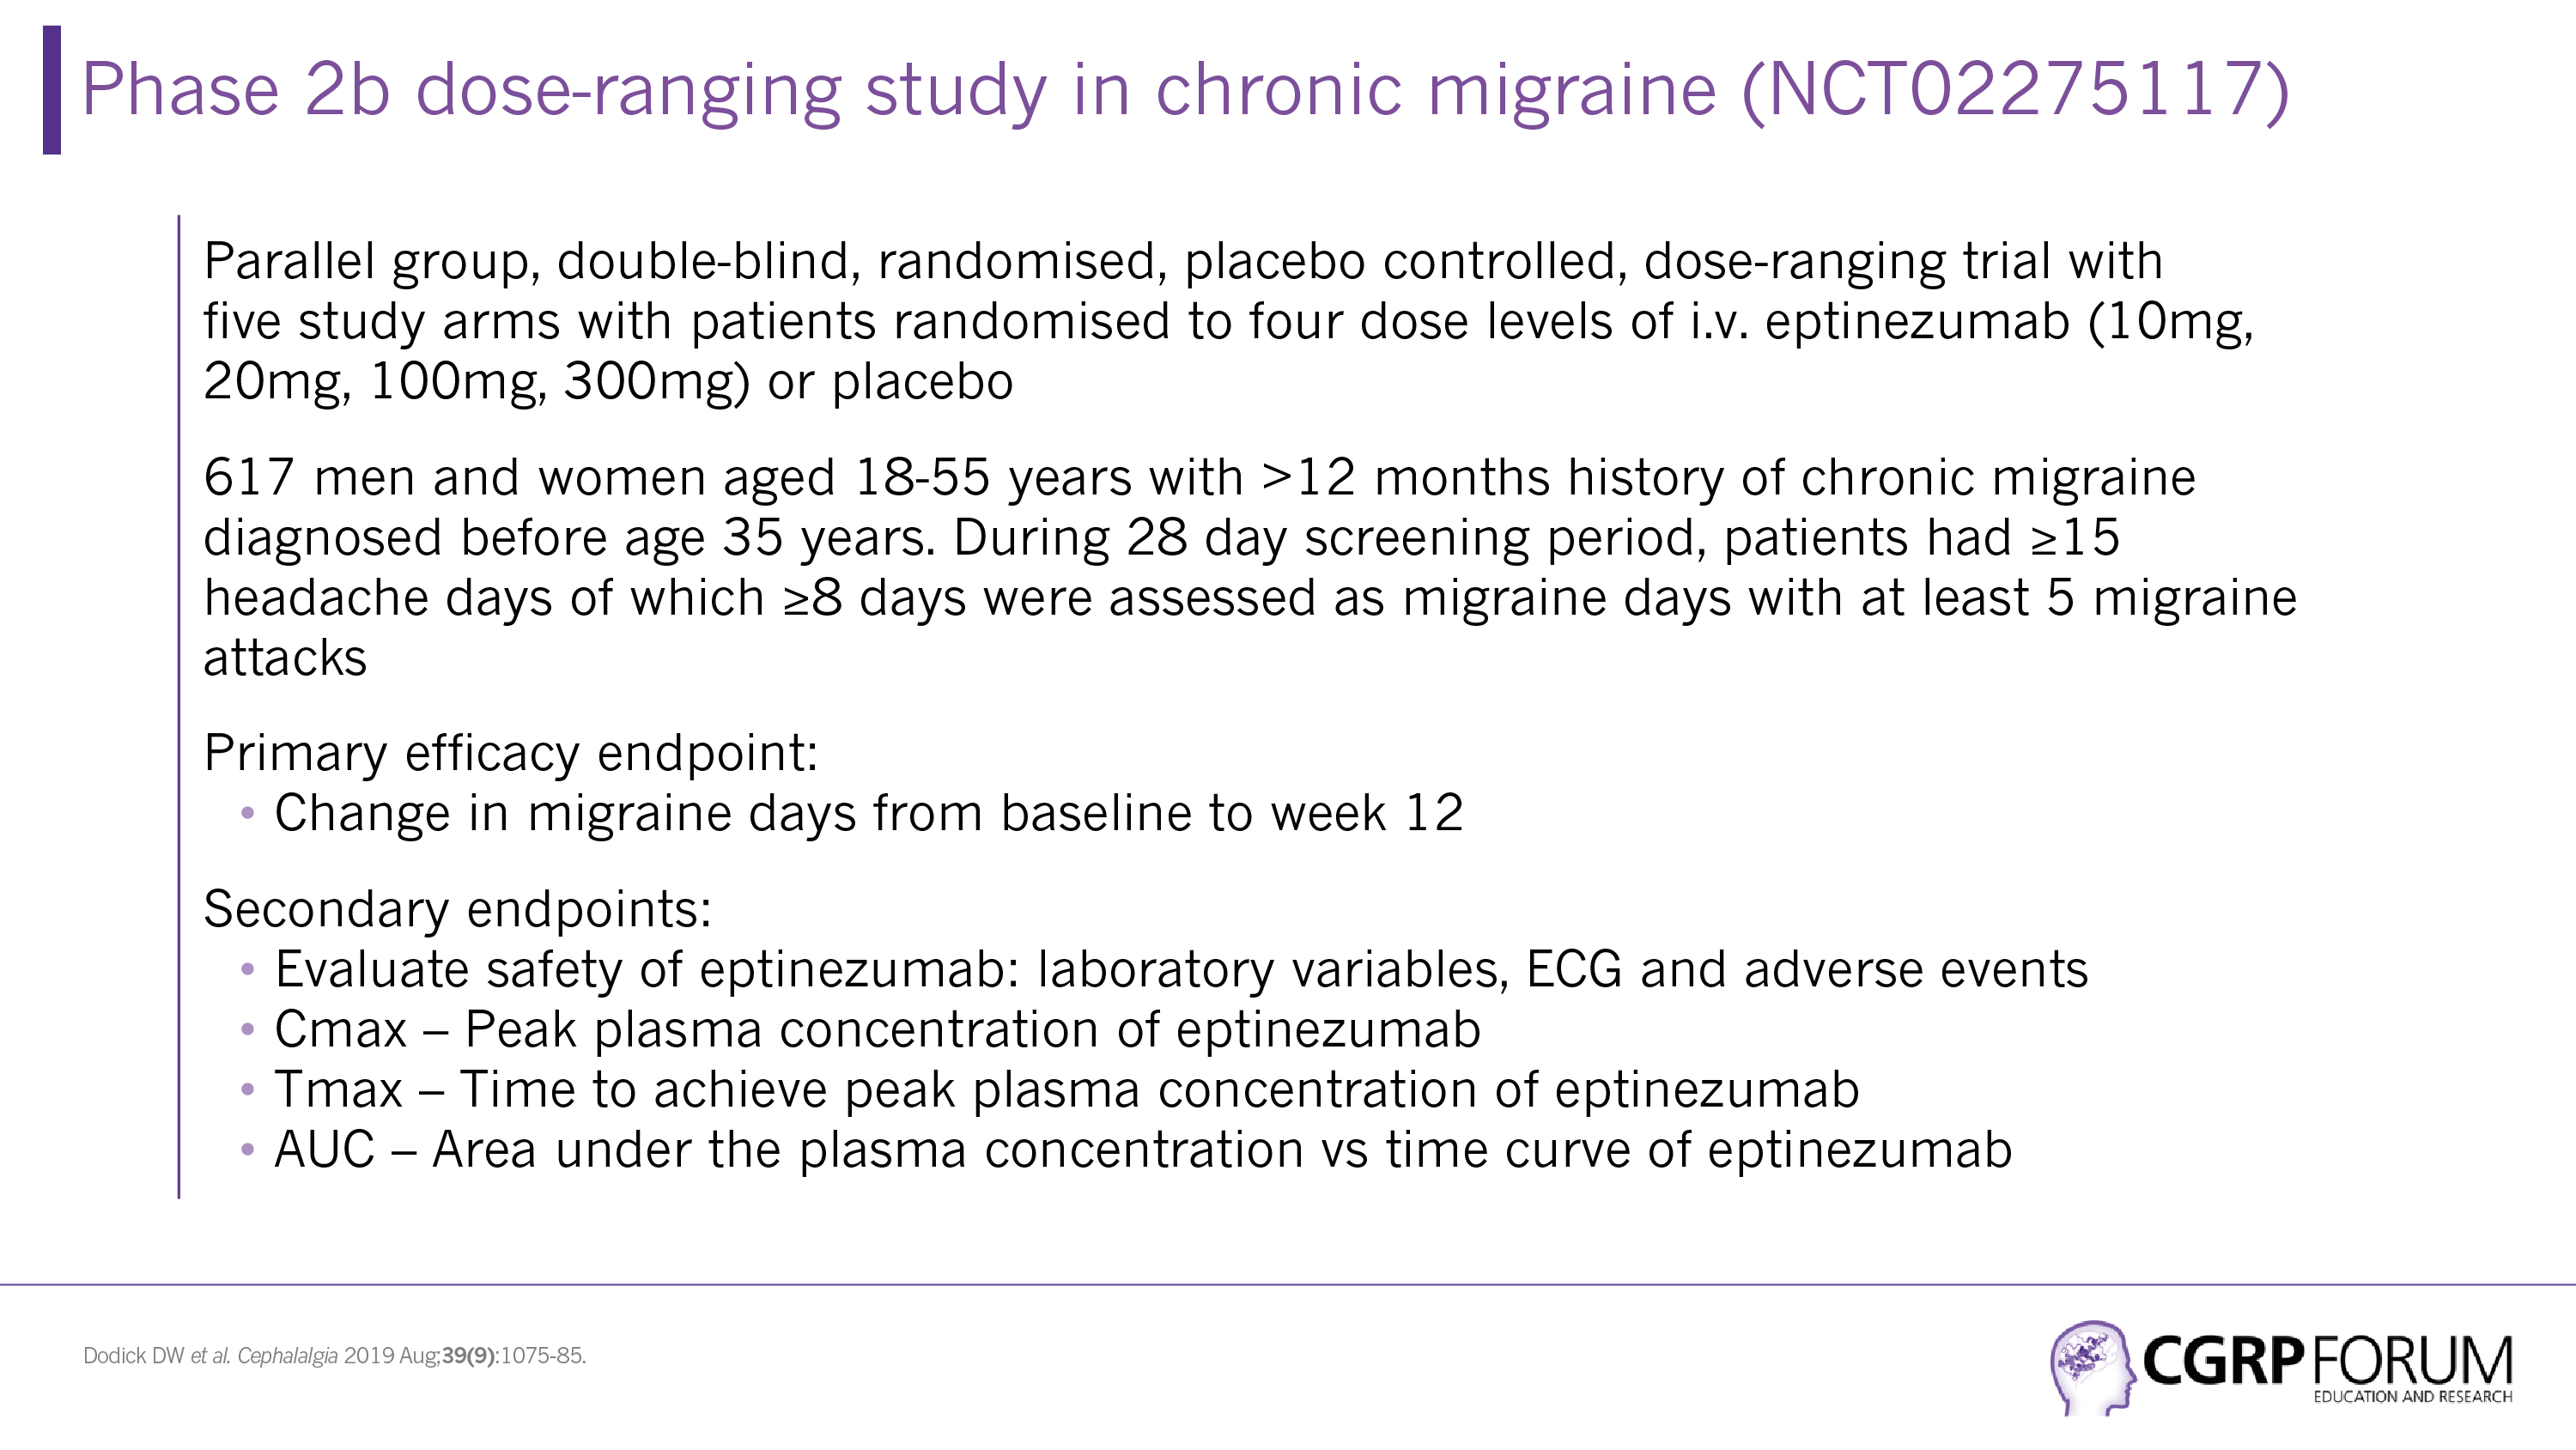 Phase 2b dose-ranging study in chronic migraine (NCT02275117)
Parallel group, double-blind, randomised, placebo controlled, dose-ranging trial with
five study arms with patients randomised to four dose levels of i.v. eptinezumab (10mg,
20mg, 100mg, 300mg) or placebo
617 men and women aged 18-55 years with >12 months history of chronic migraine
diagnosed before age 35 years. During 28 day screening period, patients had ≥15
headache days of which ≥8 days were assessed as migraine days with at least 5 migraine
attacks
Primary efficacy endpoint:
• Change in migraine days from baseline to week 12
Secondary endpoints:
• Evaluate safety of eptinezumab: laboratory variables, ECG and adverse events
• Cmax – Peak plasma concentration of eptinezumab
• Tmax – Time to achieve peak plasma concentration of eptinezumab
• AUC – Area under the plasma concentration vs time curve of eptinezumab
Dodick DW et al. Cephalalgia 2019 Aug;39(9):1075-85.
CGRP FORUM
EDUCATION AND RESEARCH